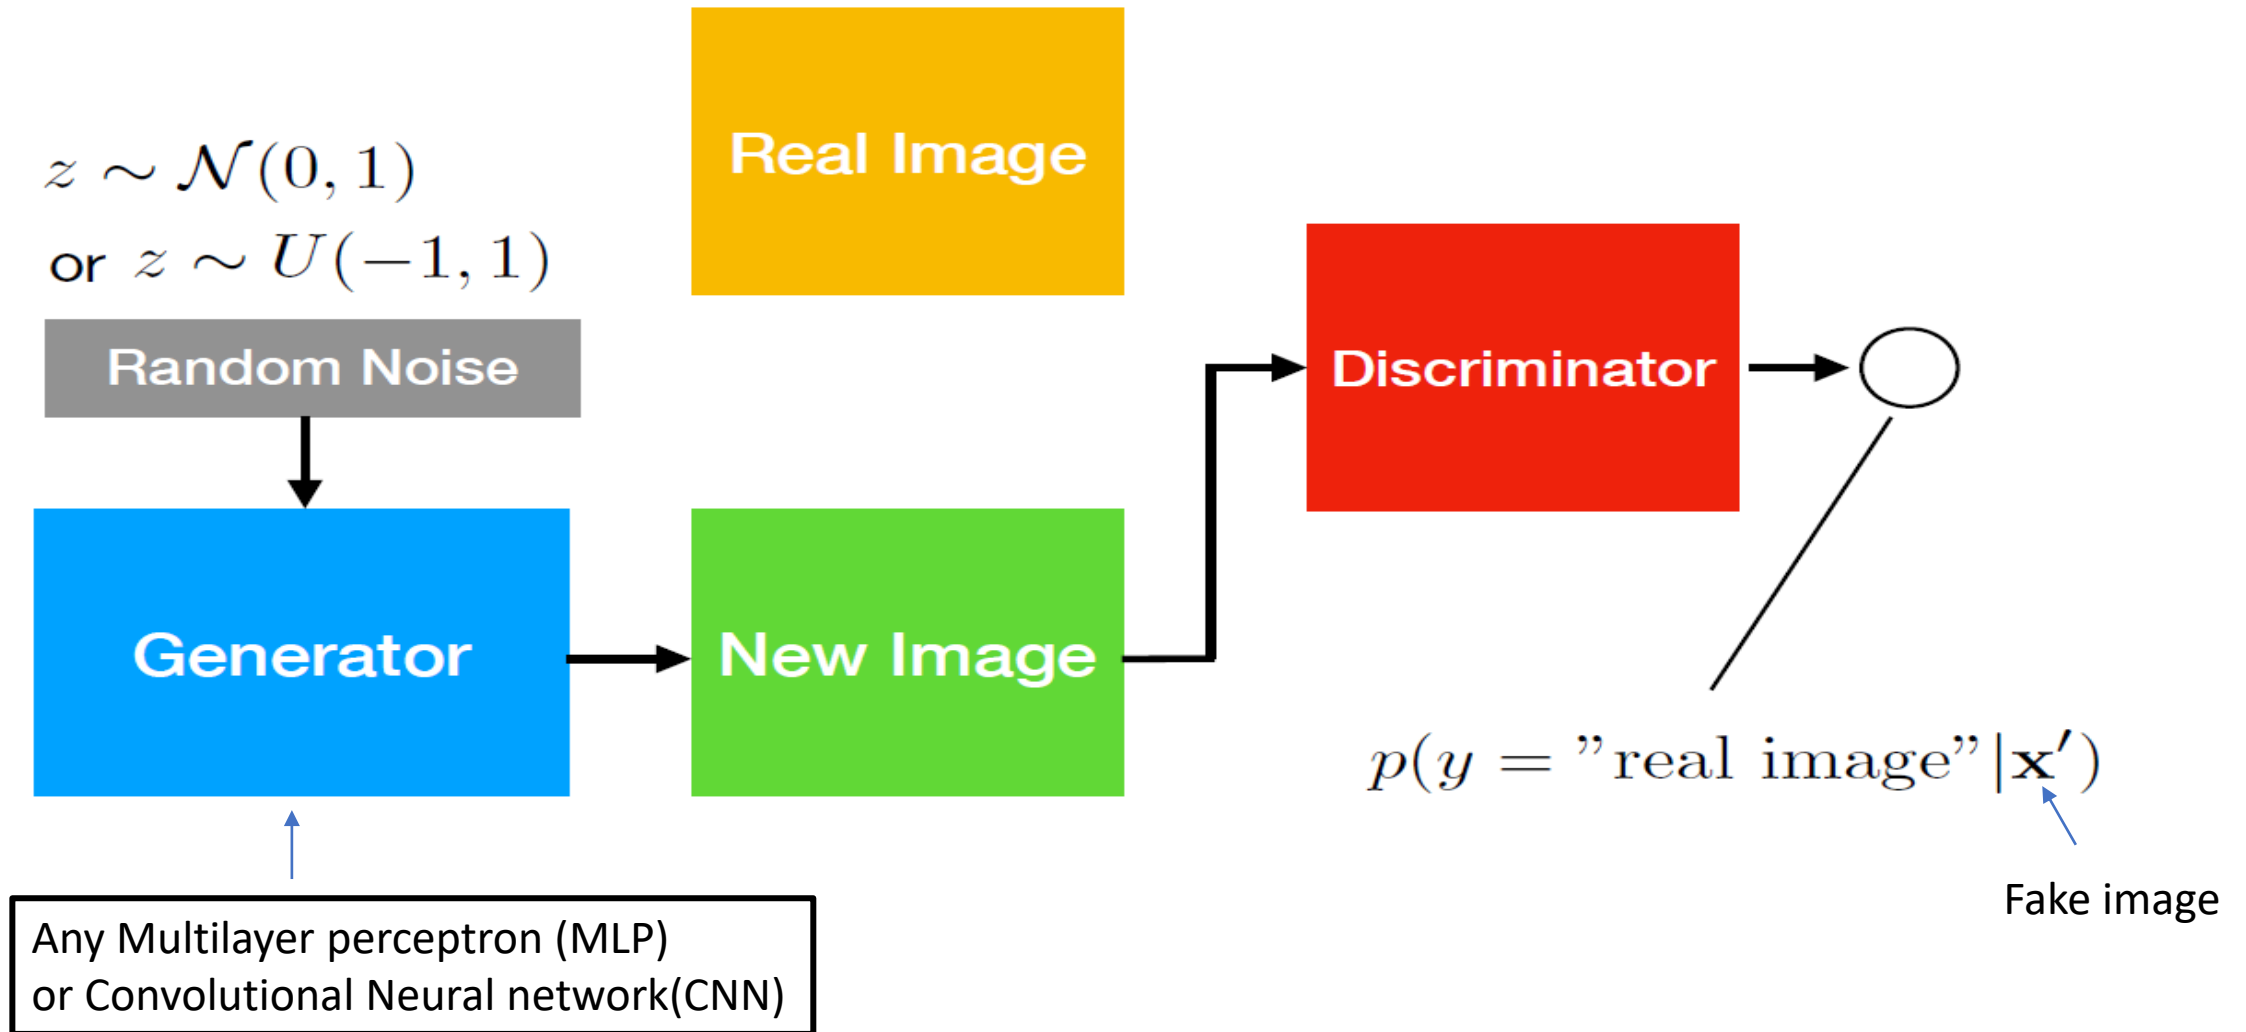 Real Image
z ∼ 𝒩(0, 1)
or z ∼ U(−1, 1)
Random Noise
Discriminator
Generator
New Image
p(y = ”real image”|𝐱′)
Fake image
Any Multilayer perceptron (MLP)
or Convolutional Neural network(CNN)